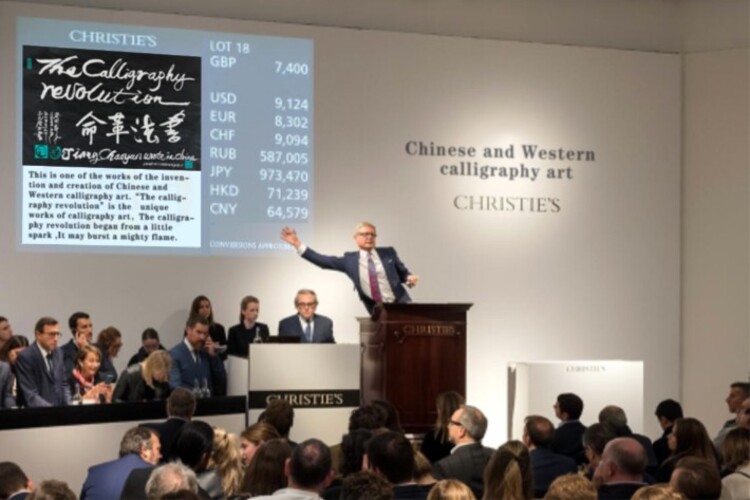 CHRISTIE'S
LOT 18
GBP 7,400
USD 9,124
EUR 8,302
CHF 9,094
RUB 587,005
JPY 973,470
HKD 71,239
CNY 64,579
The Calligraphy
revolution
命革法書
Jiang Chaoyun wrote in china
This is one of the works of the inven-
tion and creation of Chinese and
Western calligraphy art. "The callig-
raphy revolution" is the unique
works of calligraphy art, The calligra-
phy revolution began from a little
spark ,It may burst a mighty flame.
Chinese and Western
calligraphy art
CHRISTIE'S
CHRISTIE'S
CHRISTIE'S
CHRISTIE'S